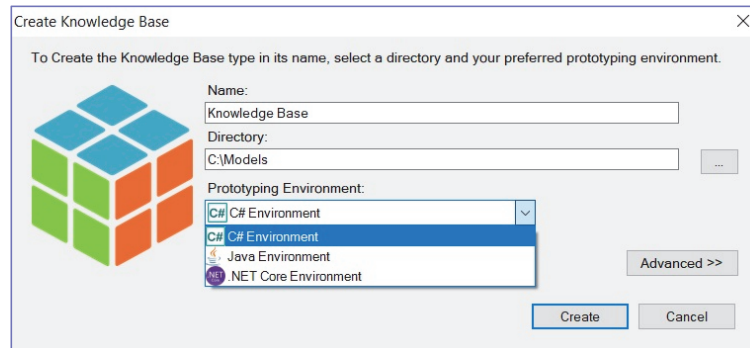 Create Knowledge Base
To Create the Knowledge Base type in its name, select a directory and your preferred prototyping environment.
Name:
Knowledge Base
Directory:
C:\Models
...
Prototyping Environment:
C# C# Environment
C# C# Environment
Java Environment
.NET Core Environment
Advanced >>
Create
Cancel